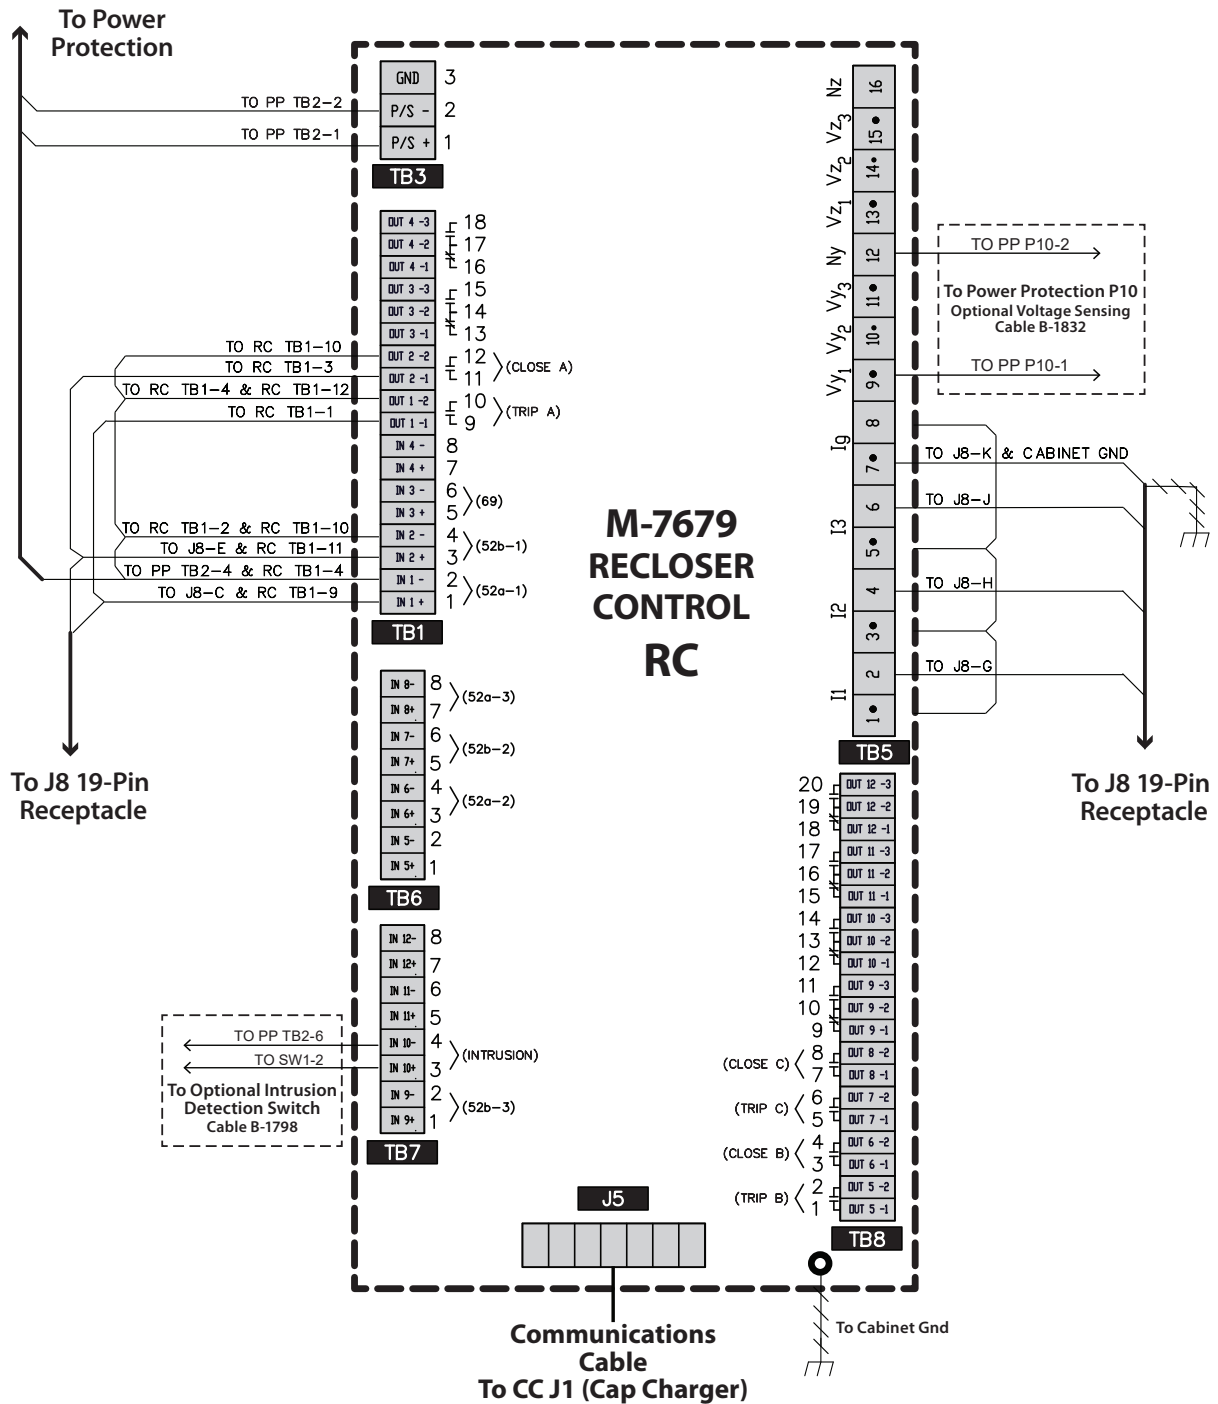 To Power
Protection
TO PP TB2-2
TO PP TB2-1
GND 3
P/S - 2
P/S + 1
TB3
OUT 4 -3 18
OUT 4 -2 17
OUT 4 -1 16
OUT 3 -3 15
OUT 3 -2 14
OUT 3 -1 13
OUT 2 -2 12
OUT 2 -1 11
(CLOSE A)
OUT 1 -2 10
OUT 1 -1 9
(TRIP A)
IN 4 - 8
IN 4 + 7
IN 3 - 6
IN 3 + 5
(69)
IN 2 - 4
IN 2 + 3
(52b-1)
IN 1 - 2
IN 1 + 1
(52a-1)
TB1
TO RC TB1-10
TO RC TB1-3
TO RC TB1-4 & RC TB1-12
TO RC TB1-1
TO RC TB1-2 & RC TB1-10
TO J8-E & RC TB1-11
TO PP TB2-4 & RC TB1-4
TO J8-C & RC TB1-9
To J8 19-Pin
Receptacle
IN 8- 8
IN 8+ 7
(52a-3)
IN 7- 6
IN 7+ 5
(52b-2)
IN 6- 4
IN 6+ 3
(52a-2)
IN 5- 2
IN 5+ 1
TB6
IN 12- 8
IN 12+ 7
IN 11- 6
IN 11+ 5
IN 10- 4
IN 10+ 3
(INTRUSION)
IN 9- 2
IN 9+ 1
(52b-3)
TB7
TO PP TB2-6
TO SW1-2
To Optional Intrusion
Detection Switch
Cable B-1798
M-7679
RECLOSER
CONTROL
RC
Nz 16
Vz3 15
Vz2 14
Vz1 13
Ny 12
Vy3 11
Vy2 10
Vy1 9
8
Ig
7
6
I3
5
4
I2
3
2
I1
1
TB5
TO PP P10-2
To Power Protection P10
Optional Voltage Sensing
Cable B-1832
TO PP P10-1
TO J8-K & CABINET GND
TO J8-J
TO J8-H
TO J8-G
To J8 19-Pin
Receptacle
20 OUT 12 -3
19 OUT 12 -2
18 OUT 12 -1
17 OUT 11 -3
16 OUT 11 -2
15 OUT 11 -1
14 OUT 10 -3
13 OUT 10 -2
12 OUT 10 -1
11 OUT 9 -3
10 OUT 9 -2
9 OUT 9 -1
(CLOSE C)
8 OUT 8 -2
7 OUT 8 -1
(TRIP C)
6 OUT 7 -2
5 OUT 7 -1
(CLOSE B)
4 OUT 6 -2
3 OUT 6 -1
(TRIP B)
2 OUT 5 -2
1 OUT 5 -1
TB8
J5
To Cabinet Gnd
Communications
Cable
To CC J1 (Cap Charger)